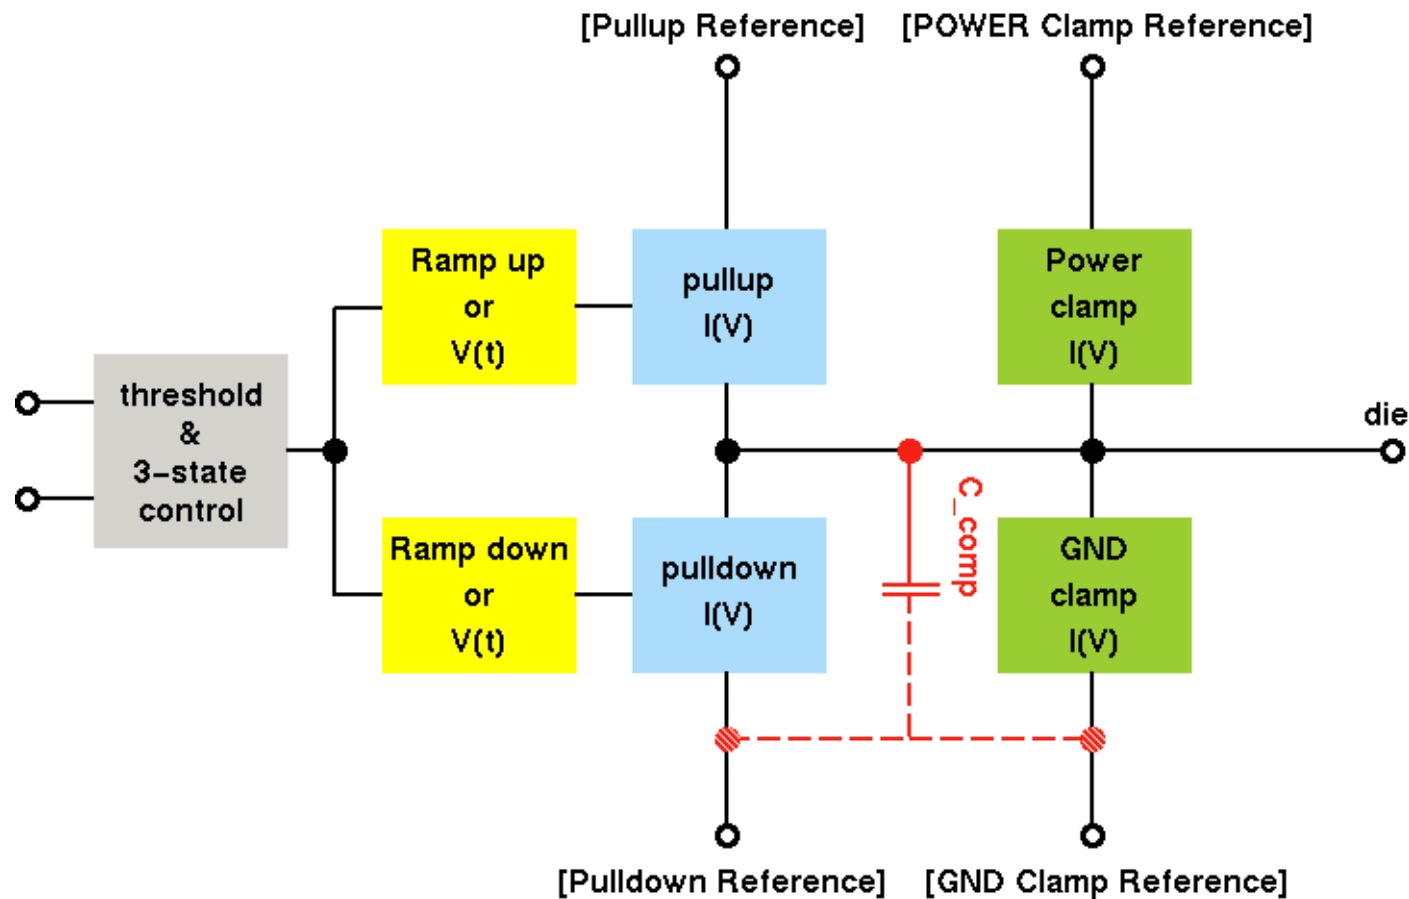 [Pullup Reference]
[POWER Clamp Reference]
Ramp up
or
V(t)
pullup
I(V)
Power
clamp
I(V)
threshold
&
3-state
control
die
C_comp
Ramp down
or
V(t)
pulldown
I(V)
GND
clamp
I(V)
[Pulldown Reference]
[GND Clamp Reference]